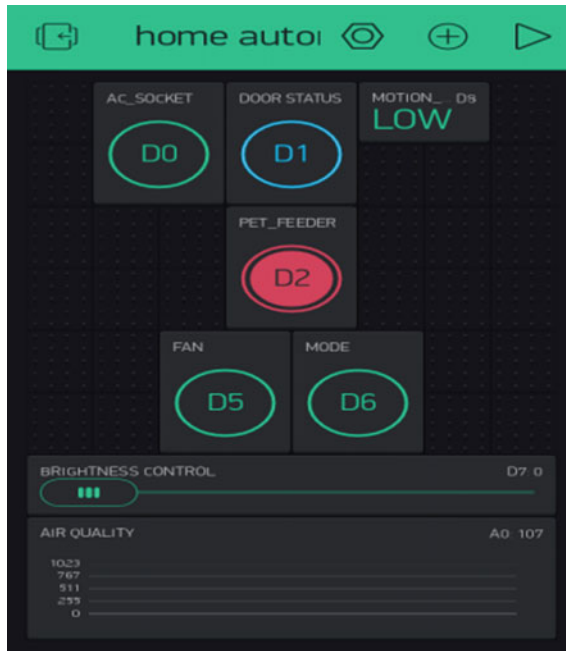 home autor
AC_SOCKET
DOOR STATUS
MOTION_... D8
LOW
D0
D1
PET_FEEDER
D2
FAN
MODE
D5
D6
BRIGHTNESS CONTROL
D7: 0
AIR QUALITY
A0: 107
1023
767
511
255
0